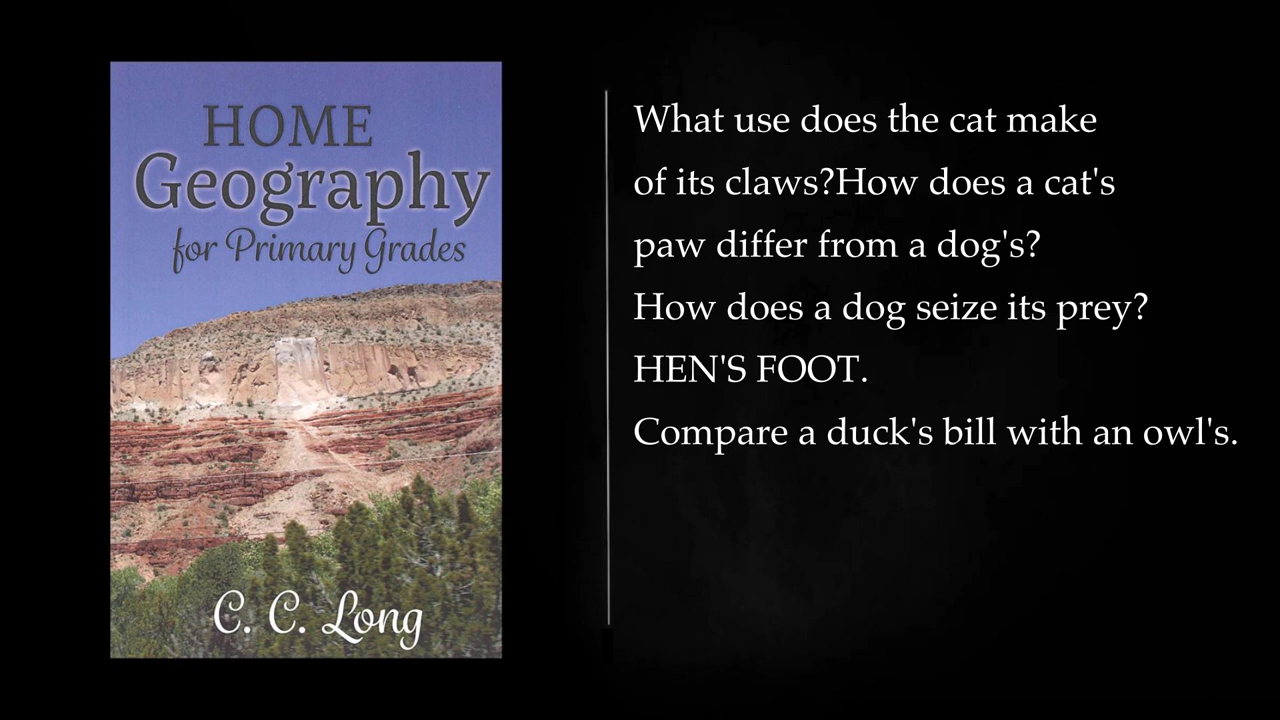 HOME
Geography
for Primary Grades
C. C. Long
What use does the cat make
of its claws?How does a cat's
paw differ from a dog's?
How does a dog seize its prey?
HEN'S FOOT.
Compare a duck's bill with an owl's.